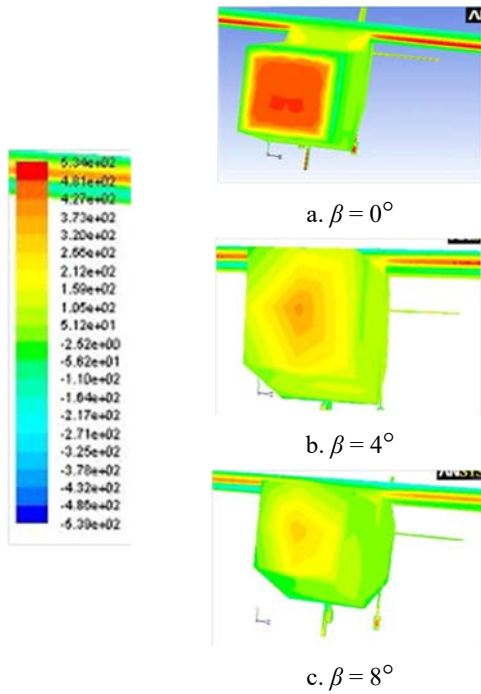 a. β = 0°
5.34e+02
4.81e+02
4.27e+02
3.73e+02
3.20e+02
2.66e+02
2.12e+02
1.59e+02
1.05e+02
5.12e+01
-2.52e+00
-5.62e+01
-1.10e+02
-1.64e+02
-2.17e+02
-2.71e+02
-3.25e+02
-3.78e+02
-4.32e+02
-4.86e+02
-5.39e+02
b. β = 4°
c. β = 8°